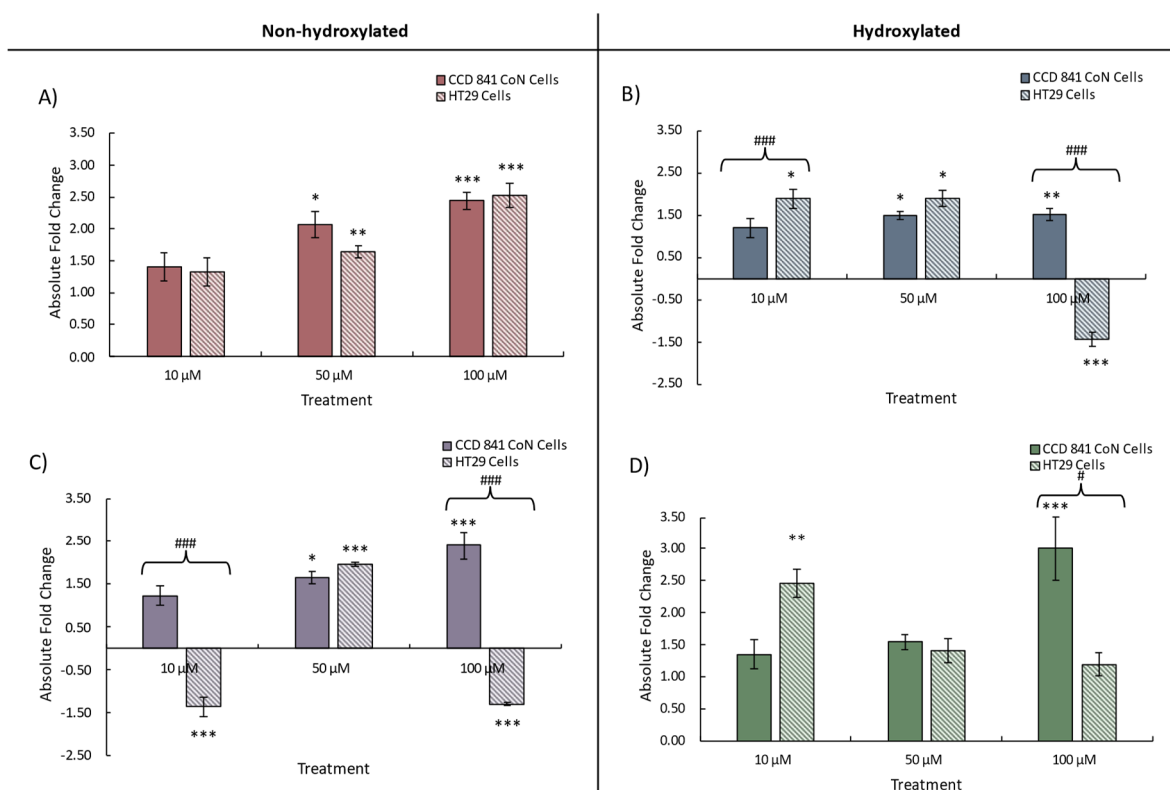 Non-hydroxylated
Hydroxylated
A)
CCD 841 CoN Cells
HT29 Cells
Absolute Fold Change
3.50
3.00
2.50
2.00
1.50
1.00
0.50
0.00
*
**
***
***
10 µM
50 µM
100 µM
Treatment
B)
CCD 841 CoN Cells
HT29 Cells
Absolute Fold Change
3.50
2.50
1.50
0.50
-0.50
-1.50
-2.50
###
*
*
*
###
**
***
10 µM
50 µM
100 µM
Treatment
C)
CCD 841 CoN Cells
HT29 Cells
Absolute Fold Change
3.50
2.50
1.50
0.50
-0.50
-1.50
-2.50
###
***
*
***
###
***
***
10 µM
50 µM
100 µM
Treatment
D)
CCD 841 CoN Cells
HT29 Cells
Absolute Fold Change
3.50
3.00
2.50
2.00
1.50
1.00
0.50
0.00
**
#
***
10 µM
50 µM
100 µM
Treatment